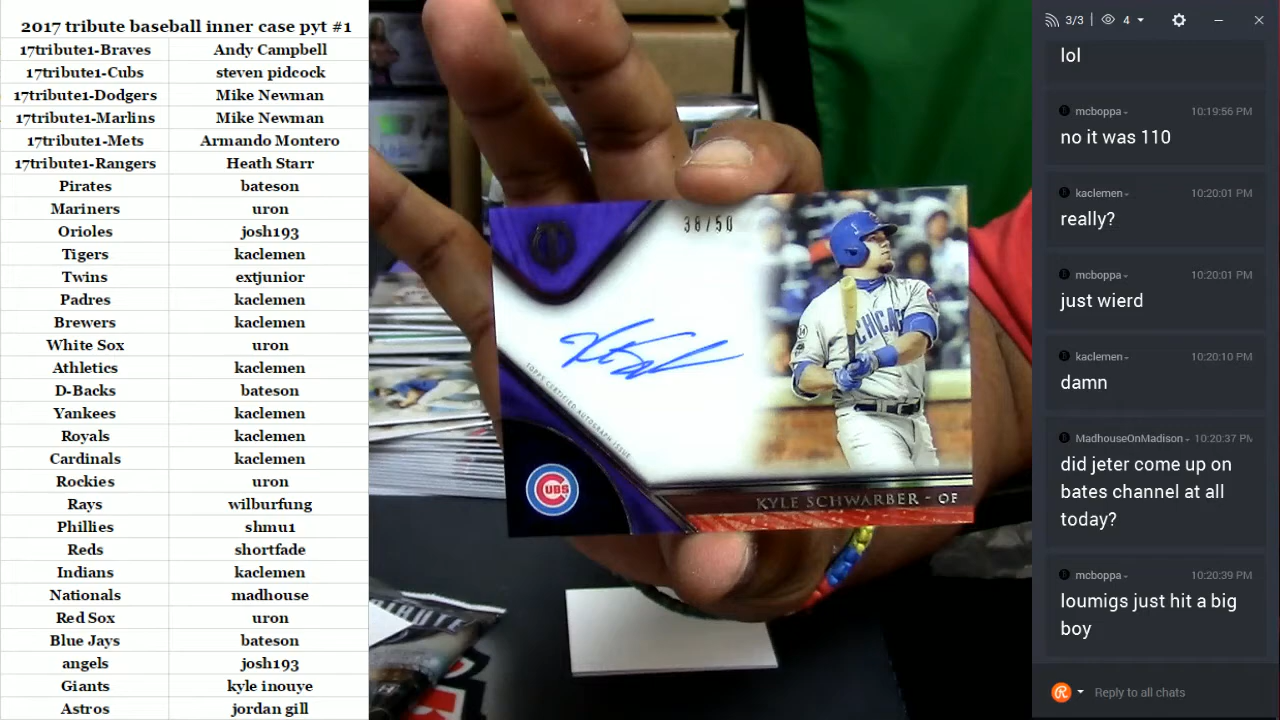 2017 tribute baseball inner case pyt #1
17tribute1-Braves Andy Campbell
17tribute1-Cubs steven pidcock
17tribute1-Dodgers Mike Newman
17tribute1-Marlins Mike Newman
17tribute1-Mets Armando Montero
17tribute1-Rangers Heath Starr
Pirates bateson
Mariners uron
Orioles josh193
Tigers kaclemen
Twins extjunior
Padres kaclemen
Brewers kaclemen
White Sox uron
Athletics kaclemen
D-Backs bateson
Yankees kaclemen
Royals kaclemen
Cardinals kaclemen
Rockies uron
Rays wilburfung
Phillies shmu1
Reds shortfade
Indians kaclemen
Nationals madhouse
Red Sox uron
Blue Jays bateson
angels josh193
Giants kyle inouye
Astros jordan gill
38/50
CHICAGO
TOPPS CERTIFIED AUTOGRAPH ISSUE
CUBS
KYLE SCHWARBER - OF
3/3 4
lol
mcboppa 10:19:56 PM
no it was 110
kaclemen 10:20:01 PM
really?
mcboppa 10:20:01 PM
just wierd
kaclemen 10:20:10 PM
damn
MadhouseOnMadison 10:20:37 PM
did jeter come up on
bates channel at all
today?
mcboppa 10:20:39 PM
loumigs just hit a big
boy
Reply to all chats